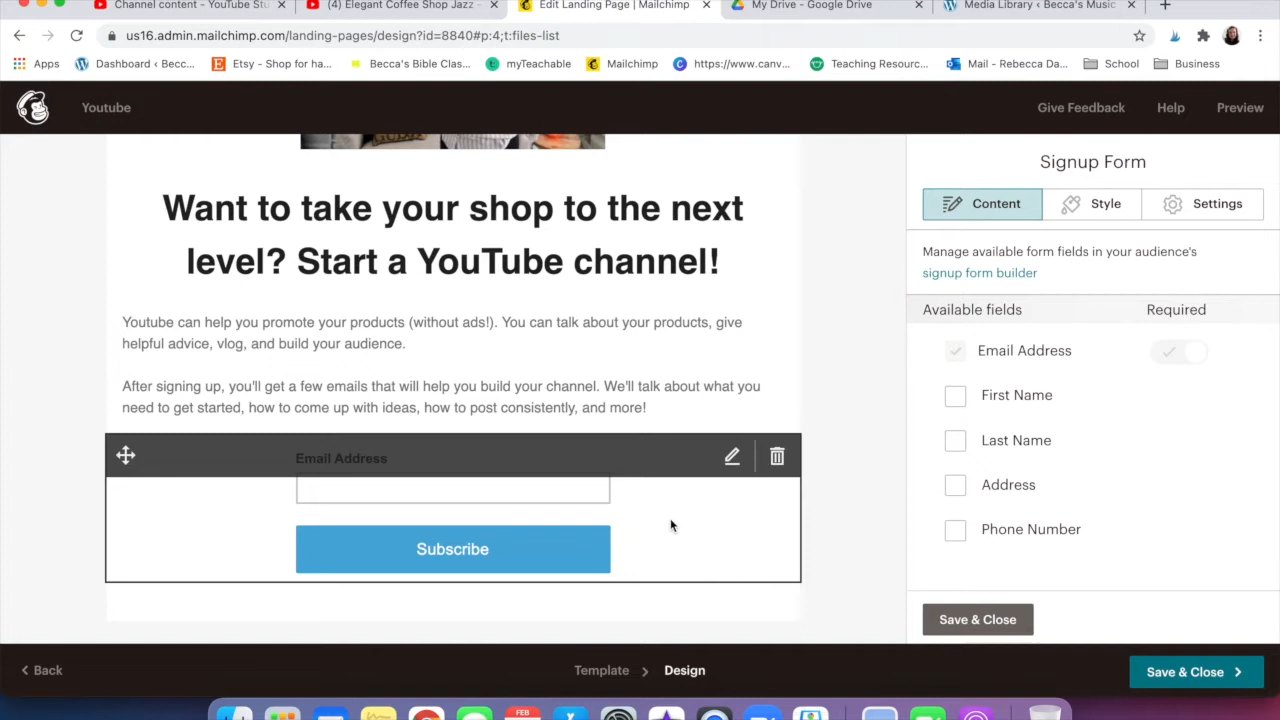 Channel content - YouTube Stu
(4) Elegant Coffee Shop Jazz -
Edit Landing Page | Mailchimp
My Drive - Google Drive
Media Library ‹ Becca's Music
us16.admin.mailchimp.com/landing-pages/design?id=8840#p:4;t:files-list
Apps
Dashboard ‹ Becc...
Etsy - Shop for ha...
Becca's Bible Clas...
myTeachable
Mailchimp
https://www.canv...
Teaching Resourc...
Mail - Rebecca Da...
School
Business
Youtube
Give Feedback
Help
Preview
Want to take your shop to the next
level? Start a YouTube channel!
Youtube can help you promote your products (without ads!). You can talk about your products, give
helpful advice, vlog, and build your audience.
After signing up, you'll get a few emails that will help you build your channel. We'll talk about what you
need to get started, how to come up with ideas, how to post consistently, and more!
Email Address
Subscribe
Signup Form
Content
Style
Settings
Manage available form fields in your audience's
signup form builder
Available fields
Required
Email Address
First Name
Last Name
Address
Phone Number
Save & Close
Back
Template
Design
Save & Close
FEB